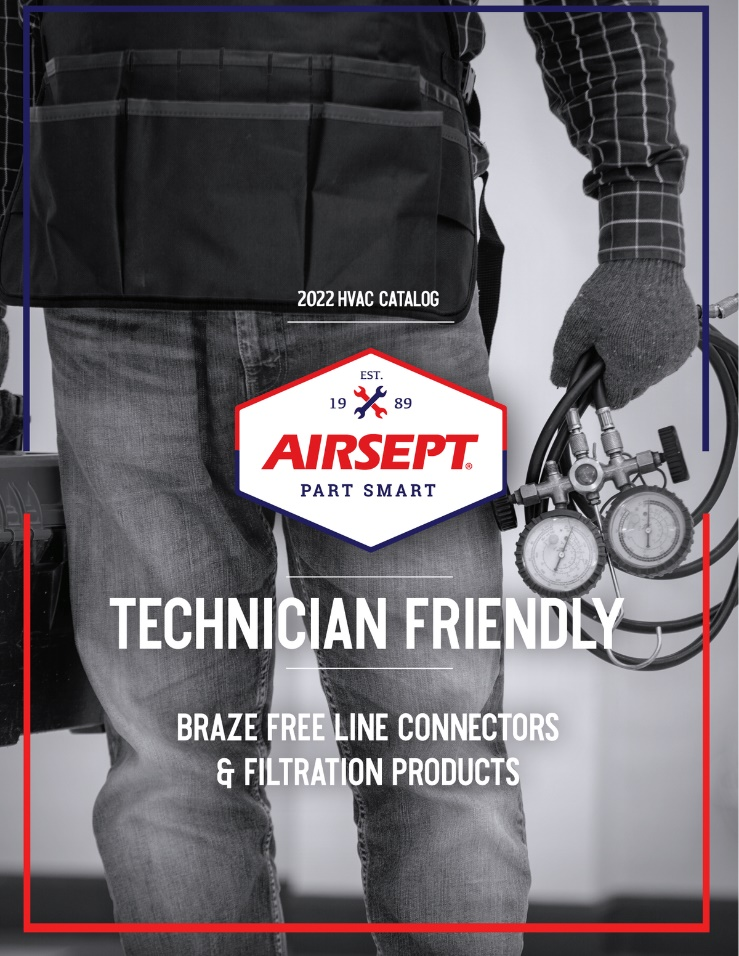 2022 HVAC CATALOG
EST.
19 89
AIRSEPT®
PART SMART
TECHNICIAN FRIENDLY
BRAZE FREE LINE CONNECTORS
& FILTRATION PRODUCTS